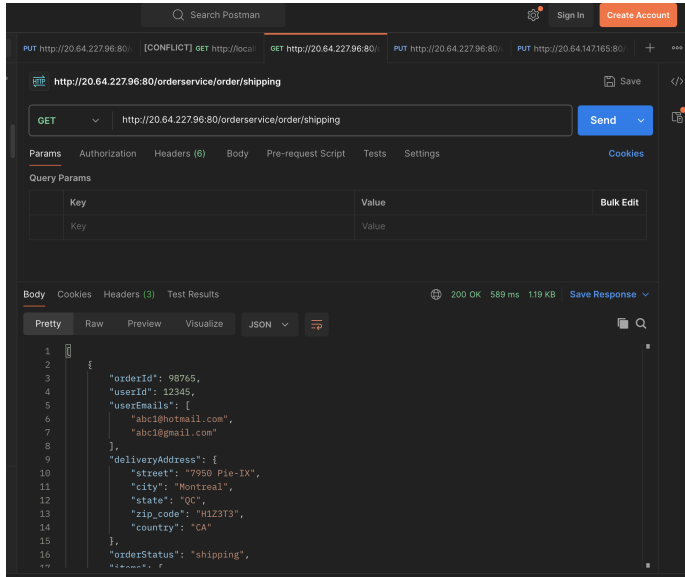 Search Postman
Sign In
Create Account
PUT http://20.64.227.96:80/
[CONFLICT] GET http://local
GET http://20.64.227.96:80/
PUT http://20.64.227.96:80/
PUT http://20.64.147.165:80/
HTTP
http://20.64.227.96:80/orderservice/order/shipping
Save
GET
http://20.64.227.96:80/orderservice/order/shipping
Send
Params Authorization Headers (6) Body Pre-request Script Tests Settings Cookies
Query Params
Key Value Bulk Edit
Key Value
Body Cookies Headers (3) Test Results 200 OK 589 ms 1.19 KB Save Response
Pretty Raw Preview Visualize JSON
1 [
2 {
3 "orderId": 98765,
4 "userId": 12345,
5 "userEmails": [
6 "abc1@hotmail.com",
7 "abc1@gmail.com"
8 ],
9 "deliveryAddress": {
10 "street": "7950 Pie-IX",
11 "city": "Montreal",
12 "state": "QC",
13 "zip_code": "H1Z3T3",
14 "country": "CA"
15 },
16 "orderStatus": "shipping",
17 "items": [